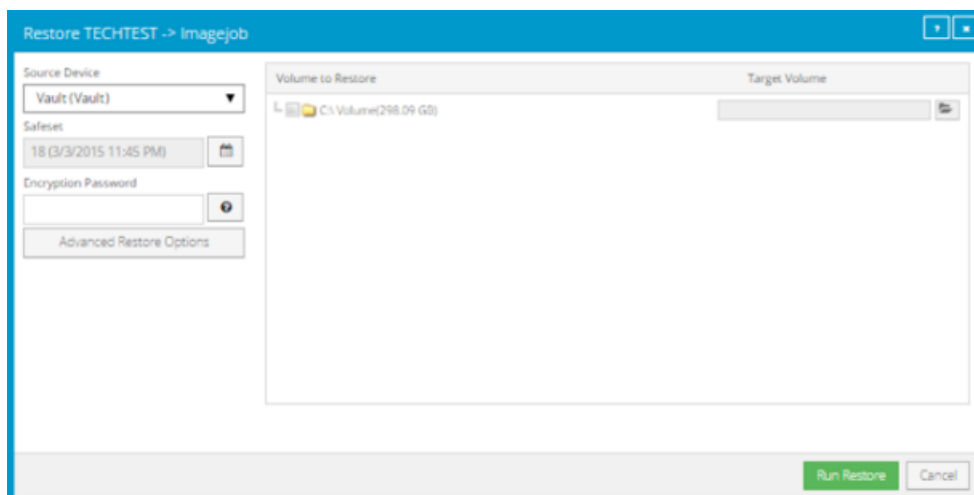 Restore TECHTEST -> Imagejob
Source Device
Vault (Vault)
Safeset
18 (3/3/2015 11:45 PM)
Encryption Password
Advanced Restore Options
Volume to Restore
Target Volume
C:\ Volume(298.09 GB)
Run Restore
Cancel